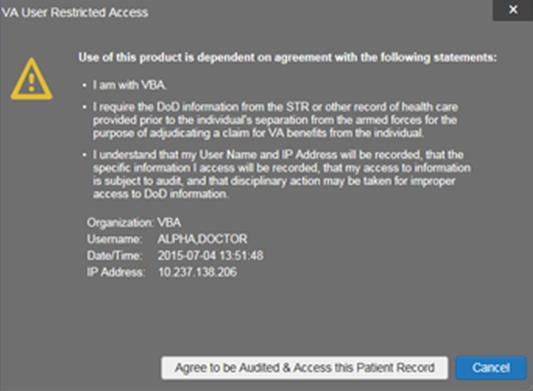 VA User Restricted Access
×
Use of this product is dependent on agreement with the following statements:
• I am with VBA.
• I require the DoD information from the STR or other record of health care
provided prior to the individual's separation from the armed forces for the
purpose of adjudicating a claim for VA benefits from the individual.
• I understand that my User Name and IP Address will be recorded, that the
specific information I access will be recorded, that my access to information
is subject to audit, and that disciplinary action may be taken for improper
access to DoD information.
Organization: VBA
Username: ALPHA,DOCTOR
Date/Time: 2015-07-04 13:51:48
IP Address: 10.237.138.206
Agree to be Audited & Access this Patient Record
Cancel